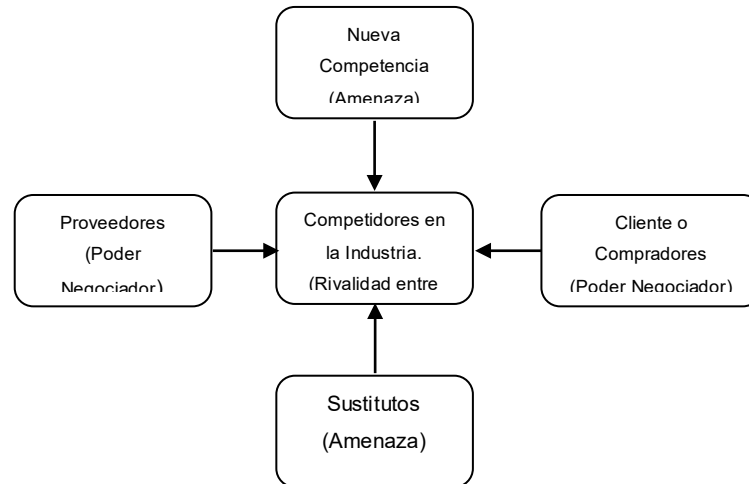 Nueva
Competencia
(Amenaza)
Proveedores
(Poder
Negociador)
Competidores en
la Industria.
(Rivalidad entre
Cliente o
Compradores
(Poder Negociador)
Sustitutos
(Amenaza)